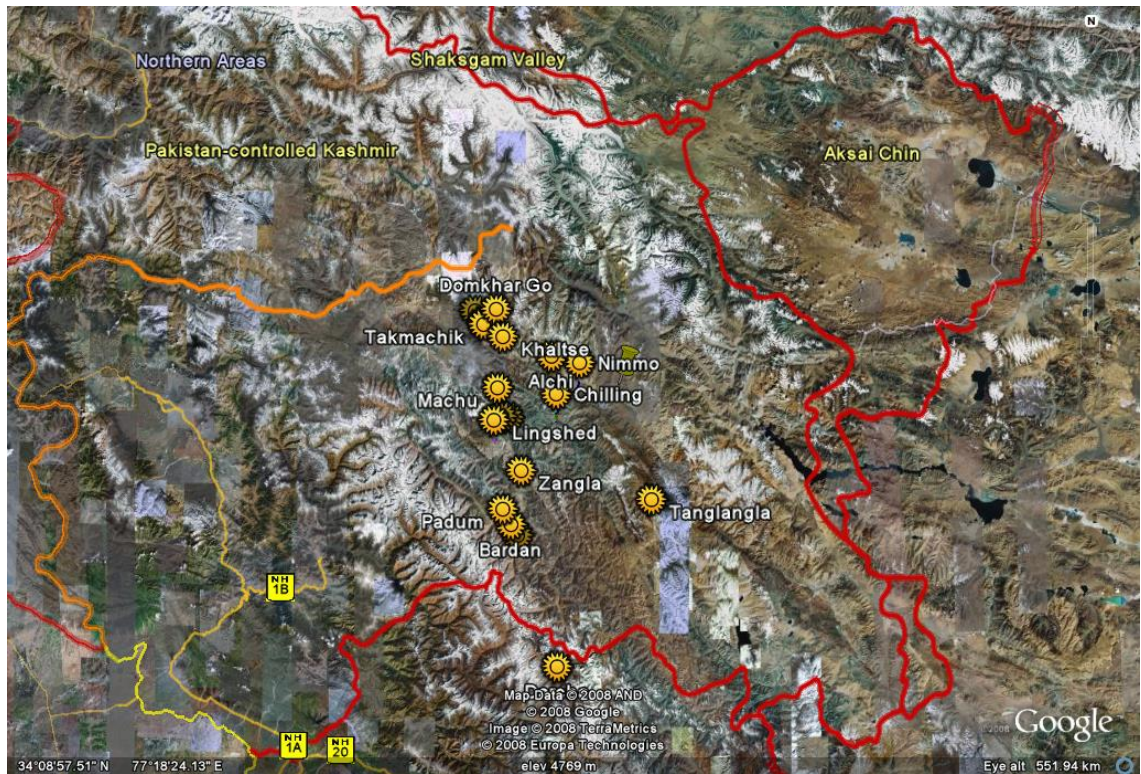 N
Northern Areas
Shaksgam Valley
Pakistan-controlled Kashmir
Aksai Chin
Domkhar Go
Takmachik
Khaltse
Nimmo
Alchi
Chilling
Machu
Lingshed
Zangla
Tanglangla
Padum
Bardan
NH
1B
Map Data © 2008 AND
© 2008 Google
Image © 2008 TerraMetrics
© 2008 Europa Technologies
©2008 Google
NH
1A
NH
20
34°08'57.51" N 77°18'24.13" E
elev 4769 m
Eye alt 551.94 km